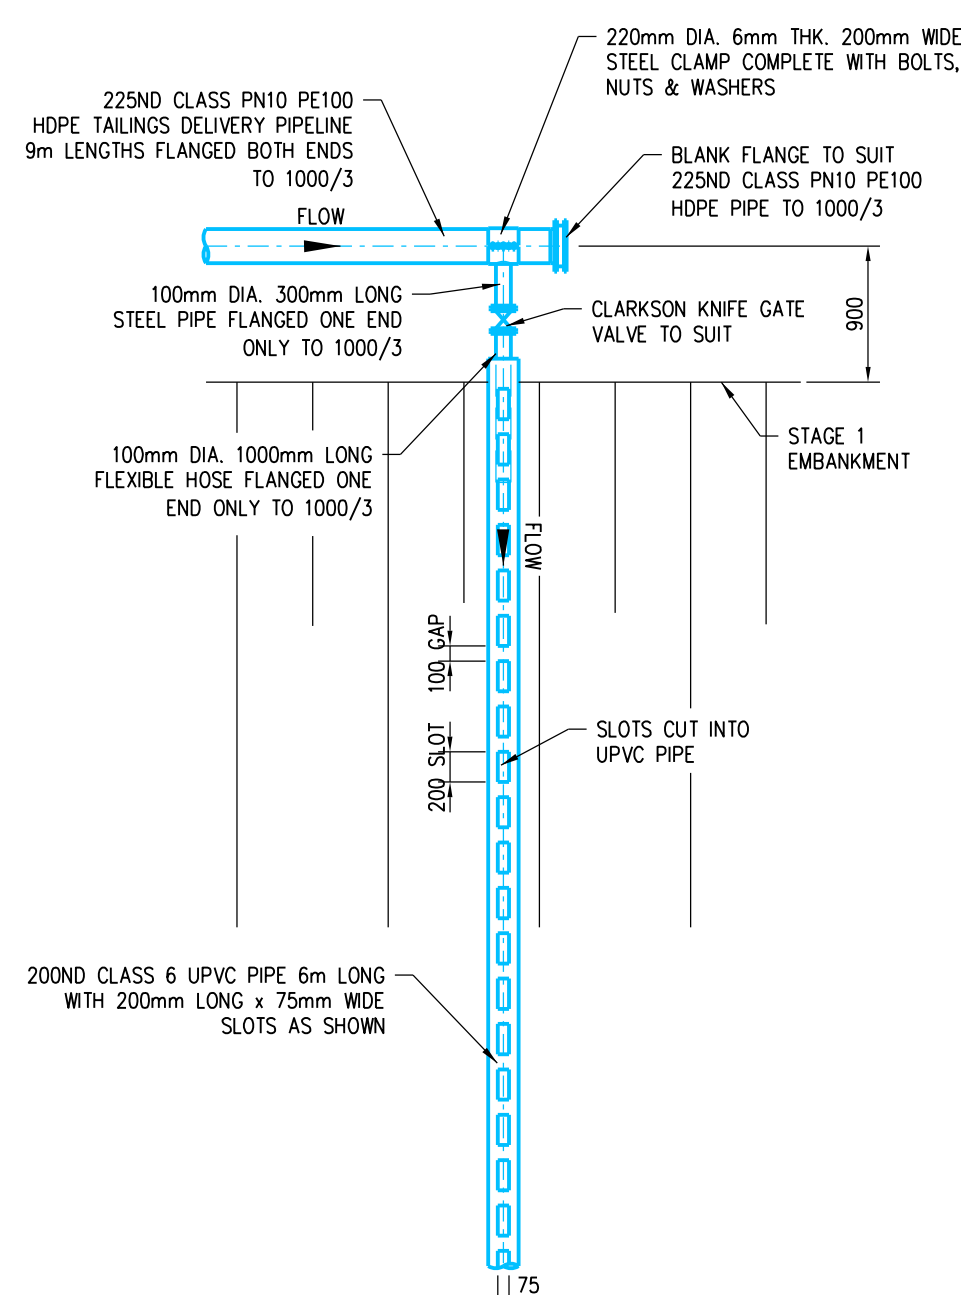 220mm DIA. 6mm THK. 200mm WIDE
STEEL CLAMP COMPLETE WITH BOLTS,
NUTS & WASHERS
225ND CLASS PN10 PE100
HDPE TAILINGS DELIVERY PIPELINE
9m LENGTHS FLANGED BOTH ENDS
TO 1000/3
BLANK FLANGE TO SUIT
225ND CLASS PN10 PE100
HDPE PIPE TO 1000/3
FLOW
100mm DIA. 300mm LONG
STEEL PIPE FLANGED ONE END
ONLY TO 1000/3
CLARKSON KNIFE GATE
VALVE TO SUIT
900
STAGE 1
EMBANKMENT
100mm DIA. 1000mm LONG
FLEXIBLE HOSE FLANGED ONE
END ONLY TO 1000/3
FLOW
100 GAP
200 SLOT
SLOTS CUT INTO
UPVC PIPE
200ND CLASS 6 UPVC PIPE 6m LONG
WITH 200mm LONG x 75mm WIDE
SLOTS AS SHOWN
75